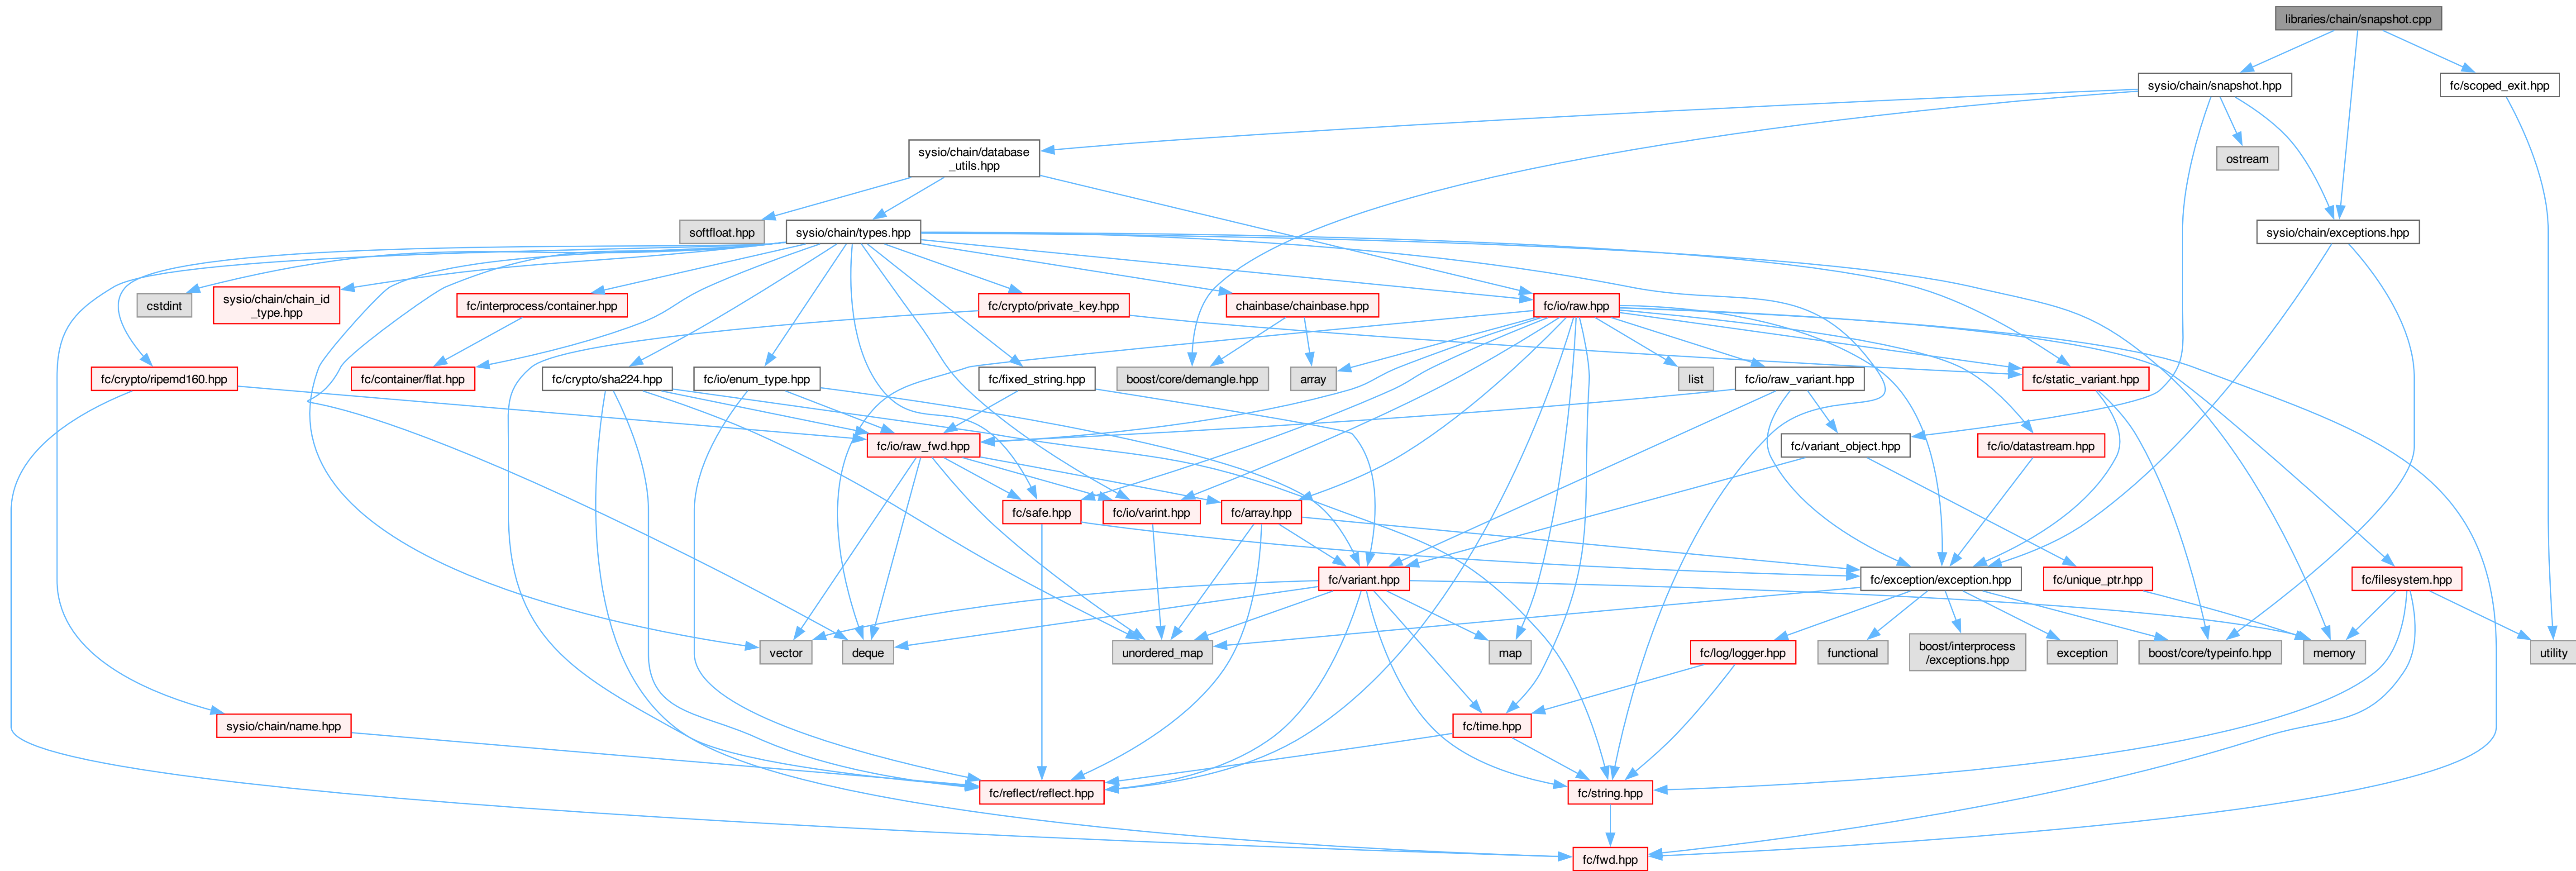 libraries/chain/snapshot.cpp
sysio/chain/snapshot.hpp
fc/scoped_exit.hpp
sysio/chain/database
_utils.hpp
ostream
softfloat.hpp
sysio/chain/types.hpp
sysio/chain/exceptions.hpp
cstdint
sysio/chain/chain_id
_type.hpp
fc/interprocess/container.hpp
fc/crypto/private_key.hpp
chainbase/chainbase.hpp
fc/io/raw.hpp
fc/crypto/ripemd160.hpp
fc/container/flat.hpp
fc/crypto/sha224.hpp
fc/io/enum_type.hpp
fc/fixed_string.hpp
boost/core/demangle.hpp
array
list
fc/io/raw_variant.hpp
fc/static_variant.hpp
fc/io/raw_fwd.hpp
fc/variant_object.hpp
fc/io/datastream.hpp
fc/safe.hpp
fc/io/varint.hpp
fc/array.hpp
fc/variant.hpp
fc/exception/exception.hpp
fc/unique_ptr.hpp
fc/filesystem.hpp
vector
deque
unordered_map
map
fc/log/logger.hpp
functional
boost/interprocess
/exceptions.hpp
exception
boost/core/typeinfo.hpp
memory
utility
sysio/chain/name.hpp
fc/time.hpp
fc/reflect/reflect.hpp
fc/string.hpp
fc/fwd.hpp